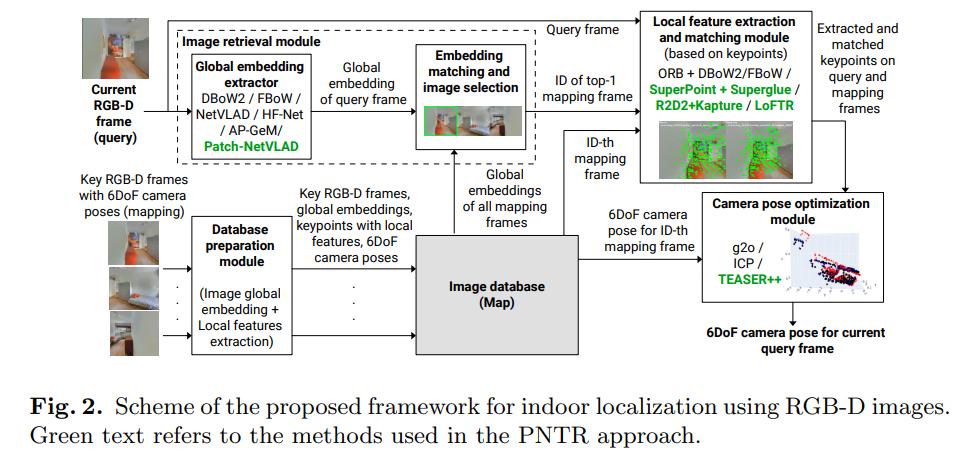 Current
RGB-D
frame
(query)
Image retrieval module
Global embedding
extractor
DBoW2 / FBoW /
NetVLAD / HF-Net
/ AP-GeM/
Patch-NetVLAD
Global
embedding
of query frame
Embedding
matching and
image selection
Query frame
ID of top-1
mapping frame
Local feature extraction
and matching module
(based on keypoints)
ORB + DBoW2/FBoW /
SuperPoint + Superglue /
R2D2+Kapture / LoFTR
Extracted and
matched
keypoints on
query and
mapping
frames
ID-th
mapping
frame
Key RGB-D frames
with 6DoF camera
poses (mapping)
Database
preparation
module
(Image global
embedding +
Local features
extraction)
Key RGB-D frames,
global embeddings,
keypoints with local
features, 6DoF
camera poses
Global
embeddings
of all mapping
frames
Image database
(Map)
6DoF camera
pose for ID-th
mapping frame
Camera pose optimization
module
g2o /
ICP /
TEASER++
6DoF camera pose for current
query frame
Fig. 2. Scheme of the proposed framework for indoor localization using RGB-D images.
Green text refers to the methods used in the PNTR approach.